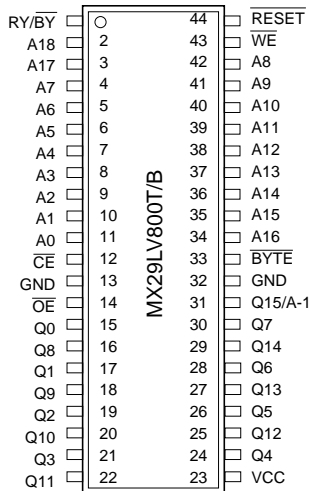 RY/BY 44 RESET
A18 2 43 WE
A17 3 42 A8
A7 4 41 A9
A6 5 40 A10
A5 6 39 A11
A4 7 38 A12
A3 8 37 A13
A2 9 36 A14
A1 10 35 A15
A0 11 34 A16
CE 12 33 BYTE
GND 13 32 GND
OE 14 31 Q15/A-1
Q0 15 30 Q7
Q8 16 29 Q14
Q1 17 28 Q6
Q9 18 27 Q13
Q2 19 26 Q5
Q10 20 25 Q12
Q3 21 24 Q4
Q11 22 23 VCC
MX29LV800T/B